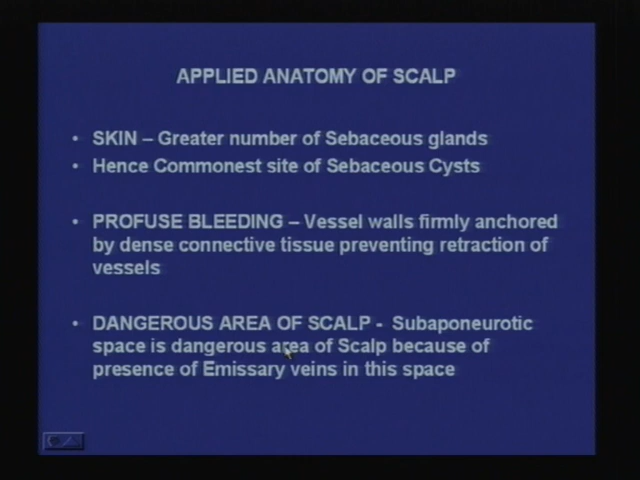 APPLIED ANATOMY OF SCALP
• SKIN – Greater number of Sebaceous glands
• Hence Commonest site of Sebaceous Cysts
• PROFUSE BLEEDING – Vessel walls firmly anchored
by dense connective tissue preventing retraction of
vessels
• DANGEROUS AREA OF SCALP - Subaponeurotic
space is dangerous area of Scalp because of
presence of Emissary veins in this space